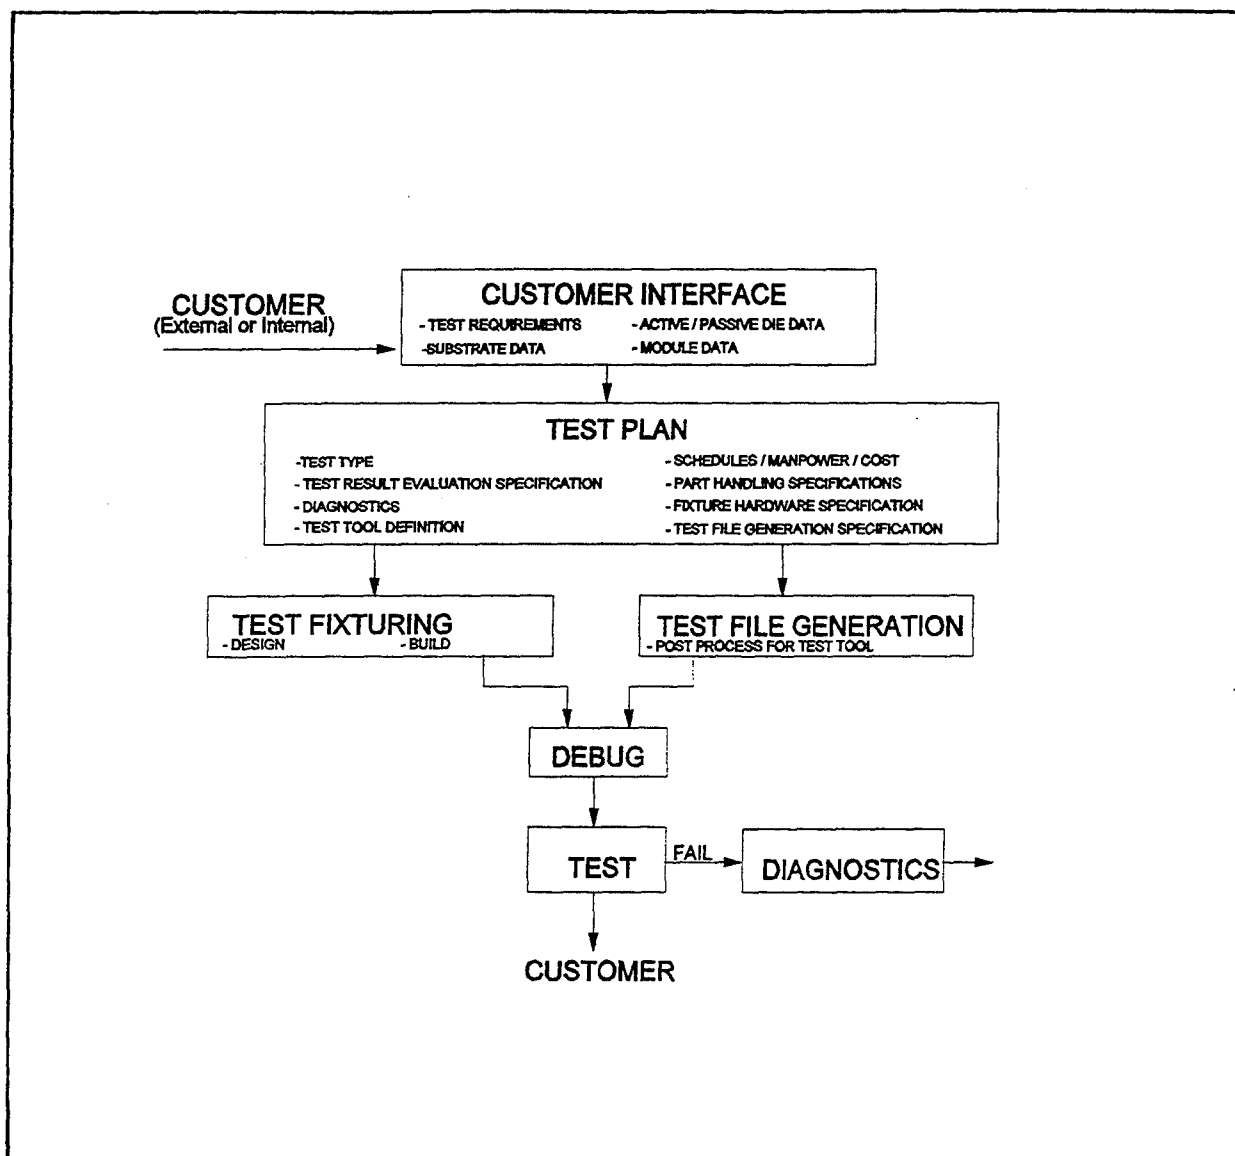 CUSTOMER
(External or Internal)
CUSTOMER INTERFACE
- TEST REQUIREMENTS
- ACTIVE / PASSIVE DIE DATA
-SUBSTRATE DATA
- MODULE DATA
TEST PLAN
-TEST TYPE
- TEST RESULT EVALUATION SPECIFICATION
- DIAGNOSTICS
- TEST TOOL DEFINITION
- SCHEDULES / MANPOWER / COST
- PART HANDLING SPECIFICATIONS
- FIXTURE HARDWARE SPECIFICATION
- TEST FILE GENERATION SPECIFICATION
TEST FIXTURING
- DESIGN
- BUILD
TEST FILE GENERATION
- POST PROCESS FOR TEST TOOL
DEBUG
TEST
FAIL
DIAGNOSTICS
CUSTOMER